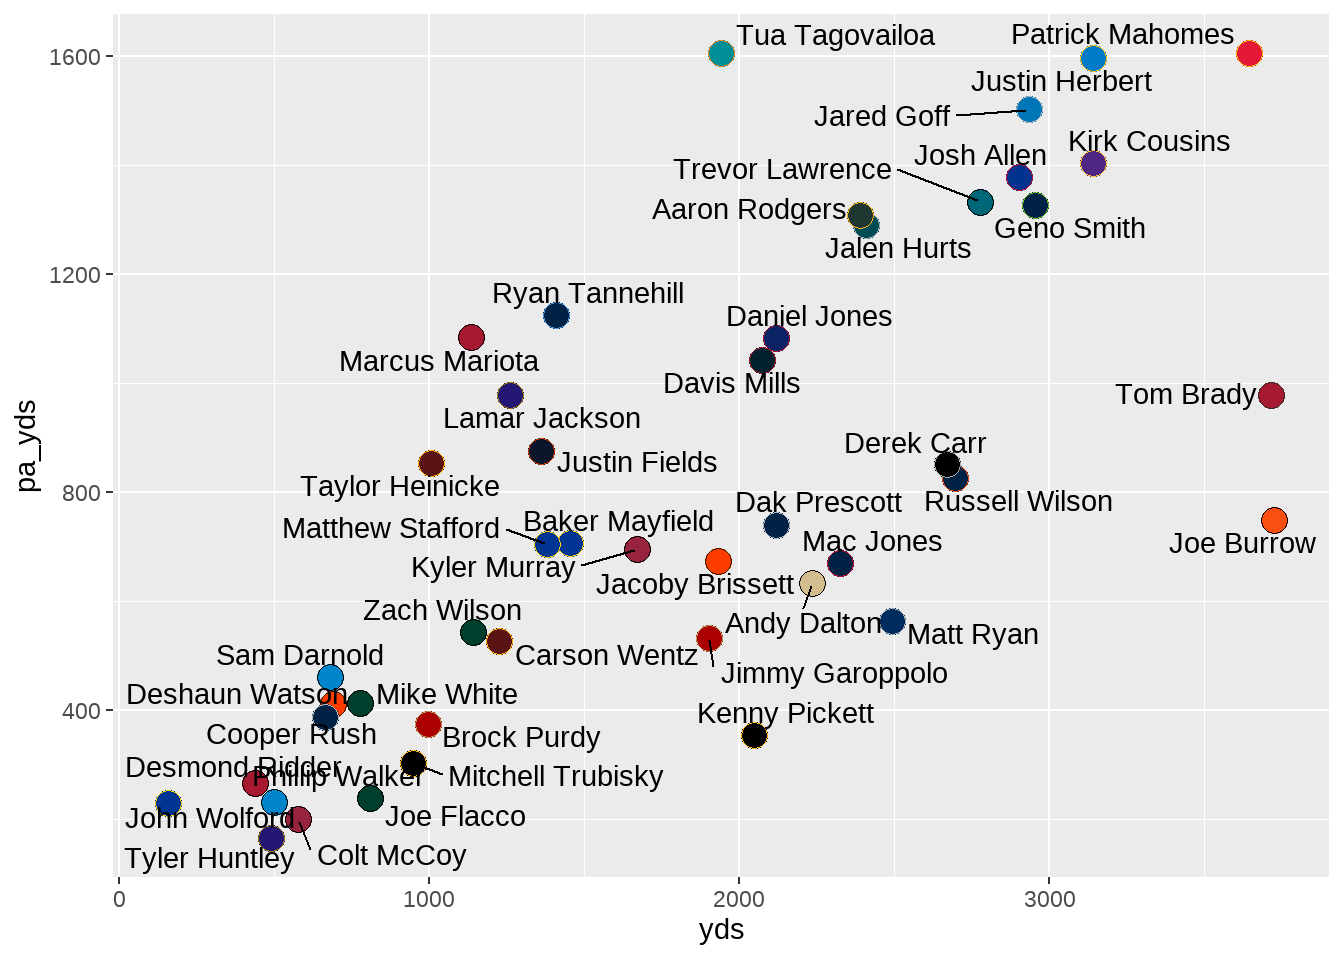 Tua Tagovailoa
Patrick Mahomes
1600
Justin Herbert
Jared Goff
Kirk Cousins
Josh Allen
Trevor Lawrence
Aaron Rodgers
Geno Smith
Jalen Hurts
1200
Ryan Tannehill
Daniel Jones
Marcus Mariota
Davis Mills
Tom Brady
Lamar Jackson
Derek Carr
pa_yds
Justin Fields
Taylor Heinicke
800
Dak Prescott
Russell Wilson
Matthew Stafford
Baker Mayfield
Mac Jones
Joe Burrow
Kyler Murray
Jacoby Brissett
Zach Wilson
Andy Dalton
Matt Ryan
Sam Darnold
Carson Wentz
Jimmy Garoppolo
Deshaun Watson
Mike White
400
Kenny Pickett
Cooper Rush
Brock Purdy
Desmond Ridder
Phillip Walker
Mitchell Trubisky
John Wolford
Joe Flacco
Tyler Huntley
Colt McCoy
0
1000
2000
3000
yds